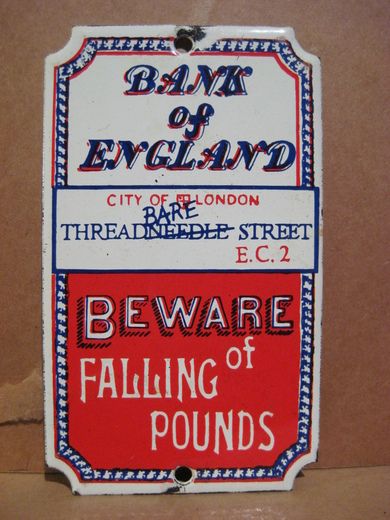 BANK
of
ENGLAND
CITY OF LONDON
BARE
THREADNEEDLE STREET
E.C.2
BEWARE
of
FALLING
POUNDS